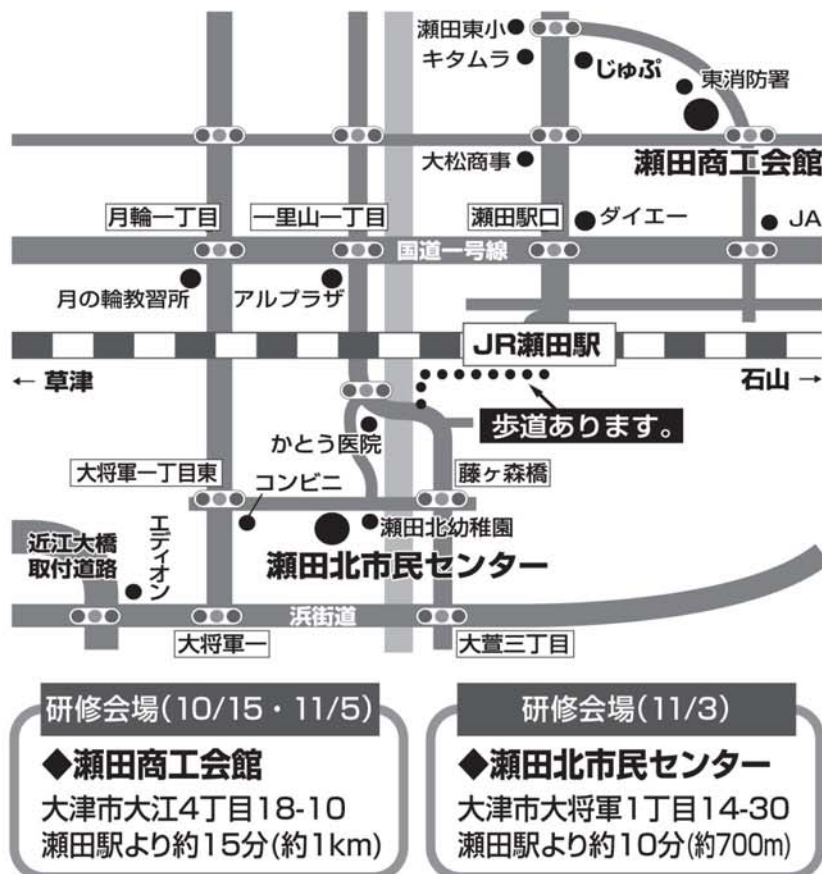 瀬田東小
キタムラ
じゅぷ
東消防署
瀬田商工会館
大松商事
月輪一丁目
一里山一丁目
瀬田駅口
ダイエー
JA
国道一号線
月の輪教習所
アルプラザ
JR瀬田駅
← 草津
石山 →
歩道あります。
かとう医院
大将軍一丁目東
コンビニ
藤ヶ森橋
近江大橋
取付道路
エディオン
瀬田北幼稚園
瀬田北市民センター
浜街道
大将軍一
大萱三丁目
研修会場(10/15・11/5)
◆瀬田商工会館
大津市大江4丁目18-10
瀬田駅より約15分(約1km)
研修会場(11/3)
◆瀬田北市民センター
大津市大将軍1丁目14-30
瀬田駅より約10分(約700m)